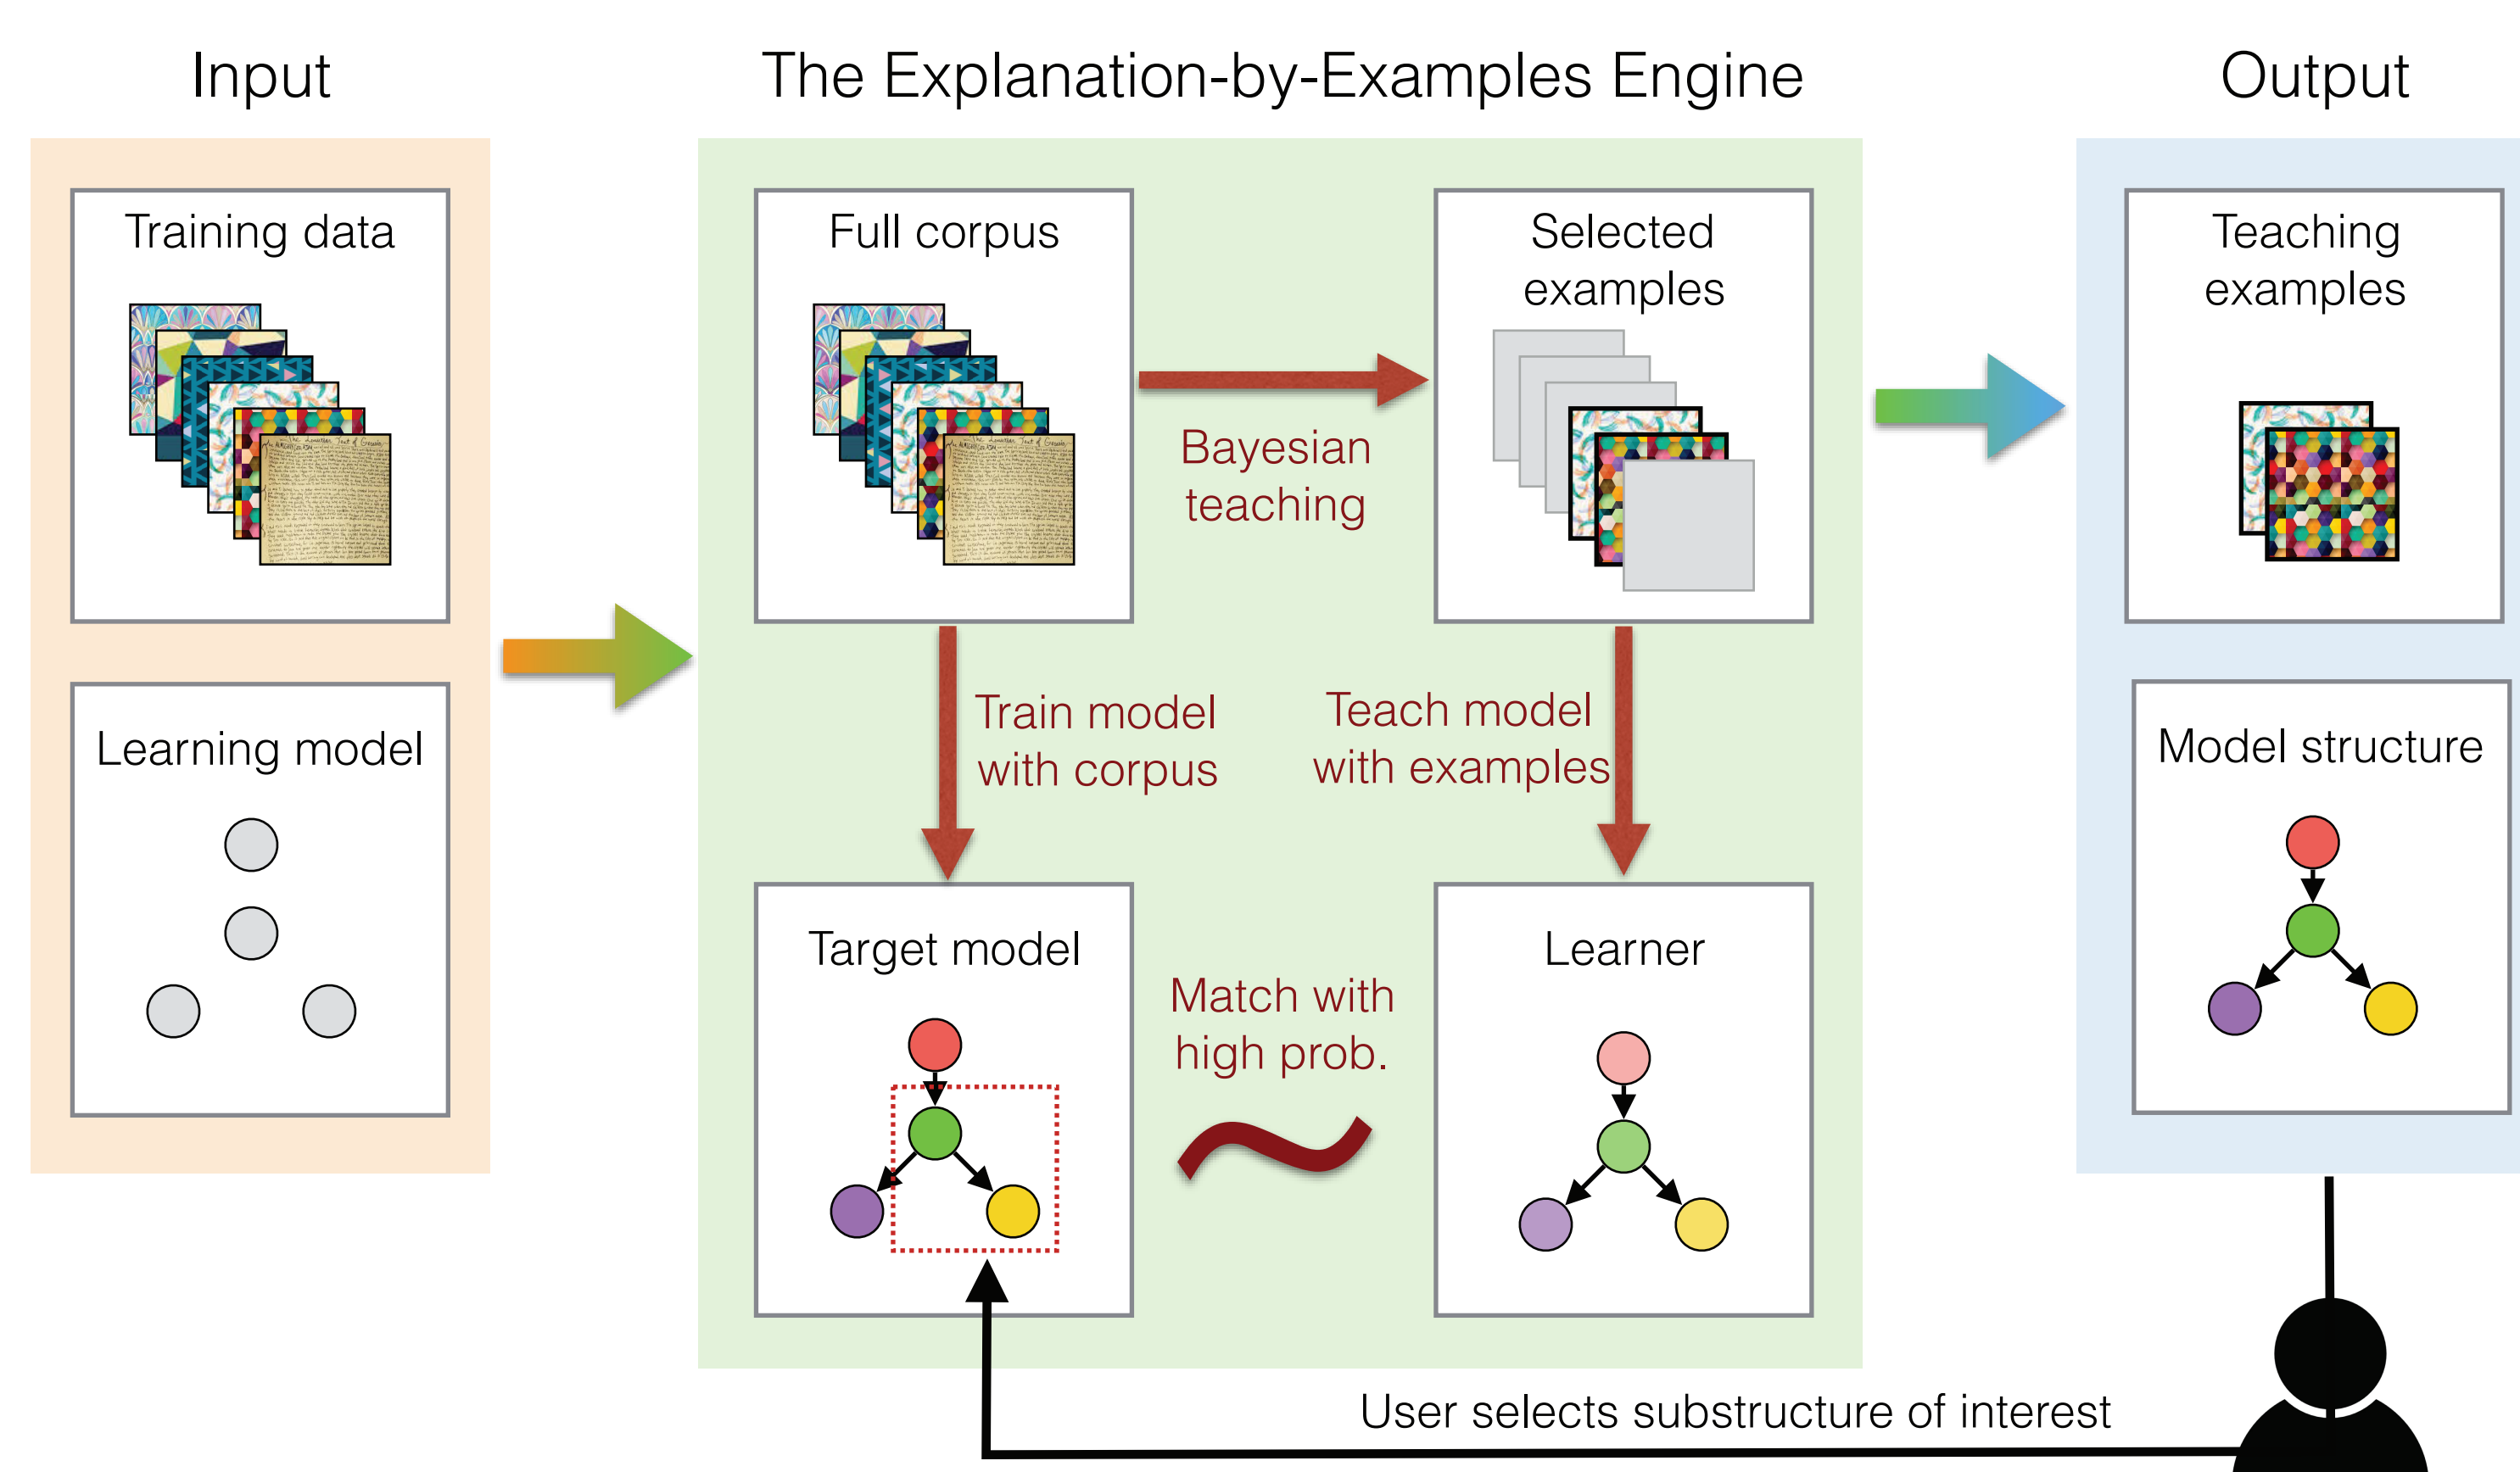 Input
The Explanation-by-Examples Engine
Output
Training data
Full corpus
Selected
examples
Teaching
examples
Bayesian
teaching
Learning model
Train model
with corpus
Teach model
with examples
Model structure
Target model
Match with
high prob.
Learner
User selects substructure of interest